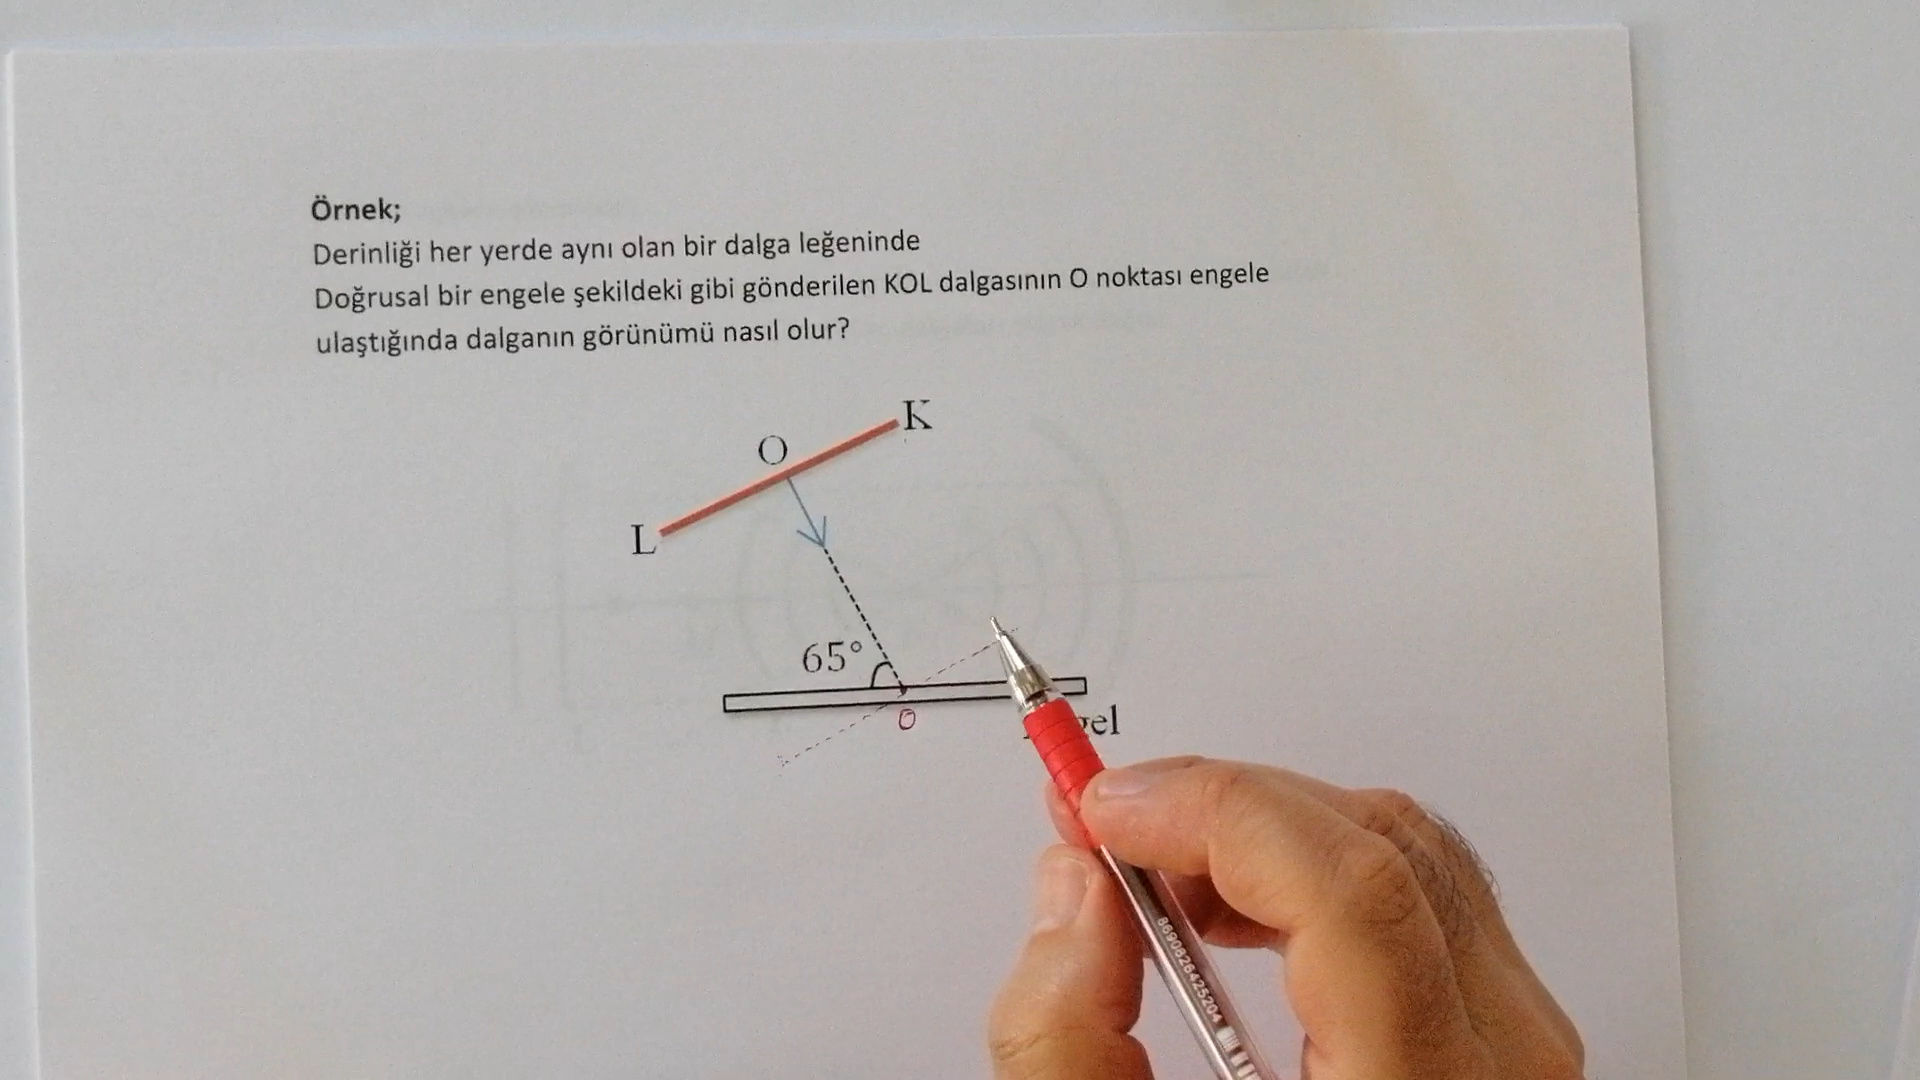 Örnek;
Derinliği her yerde aynı olan bir dalga leğeninde
Doğrusal bir engele şekildeki gibi gönderilen KOL dalgasının O noktası engele
ulaştığında dalganın görünümü nasıl olur?
K
O
L
65°
O
8690826425204